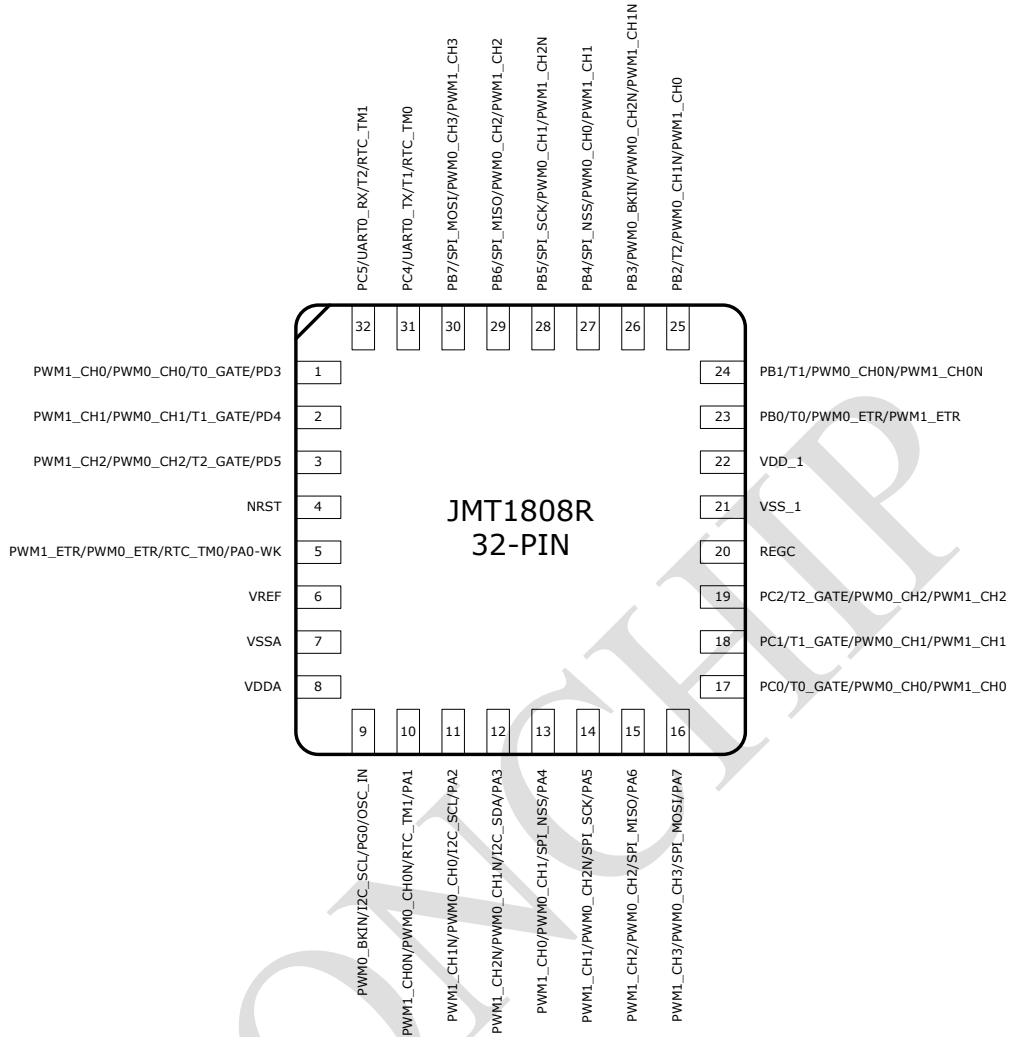 PC5/UART0_RX/T2/RTC_TM1
PC4/UART0_TX/T1/RTC_TM0
PB7/SPI_MOSI/PWM0_CH3/PWM1_CH3
PB6/SPI_MISO/PWM0_CH2/PWM1_CH2
PB5/SPI_SCK/PWM0_CH1/PWM1_CH2N
PB4/SPI_NSS/PWM0_CH0/PWM1_CH1
PB3/PWM0_BKIN/PWM0_CH2N/PWM1_CH1N
PB2/T2/PWM0_CH1N/PWM1_CH0
32
31
30
29
28
27
26
25
PWM1_CH0/PWM0_CH0/T0_GATE/PD3
1
PWM1_CH1/PWM0_CH1/T1_GATE/PD4
2
PWM1_CH2/PWM0_CH2/T2_GATE/PD5
3
NRST
4
PWM1_ETR/PWM0_ETR/RTC_TM0/PA0-WK
5
VREF
6
VSSA
7
VDDA
8
JMT1808R
32-PIN
24
PB1/T1/PWM0_CH0N/PWM1_CH0N
23
PB0/T0/PWM0_ETR/PWM1_ETR
22
VDD_1
21
VSS_1
20
REGC
19
PC2/T2_GATE/PWM0_CH2/PWM1_CH2
18
PC1/T1_GATE/PWM0_CH1/PWM1_CH1
17
PC0/T0_GATE/PWM0_CH0/PWM1_CH0
9
10
11
12
13
14
15
16
PWM0_BKIN/I2C_SCL/PG0/OSC_IN
PWM1_CH0N/PWM0_CH0N/RTC_TM1/PA1
PWM1_CH1N/PWM0_CH0/I2C_SCL/PA2
PWM1_CH2N/PWM0_CH1N/I2C_SDA/PA3
PWM1_CH0/PWM0_CH1/SPI_NSS/PA4
PWM1_CH1/PWM0_CH2N/SPI_SCK/PA5
PWM1_CH2/PWM0_CH2/SPI_MISO/PA6
PWM1_CH3/PWM0_CH3/SPI_MOSI/PA7
ONCHIP